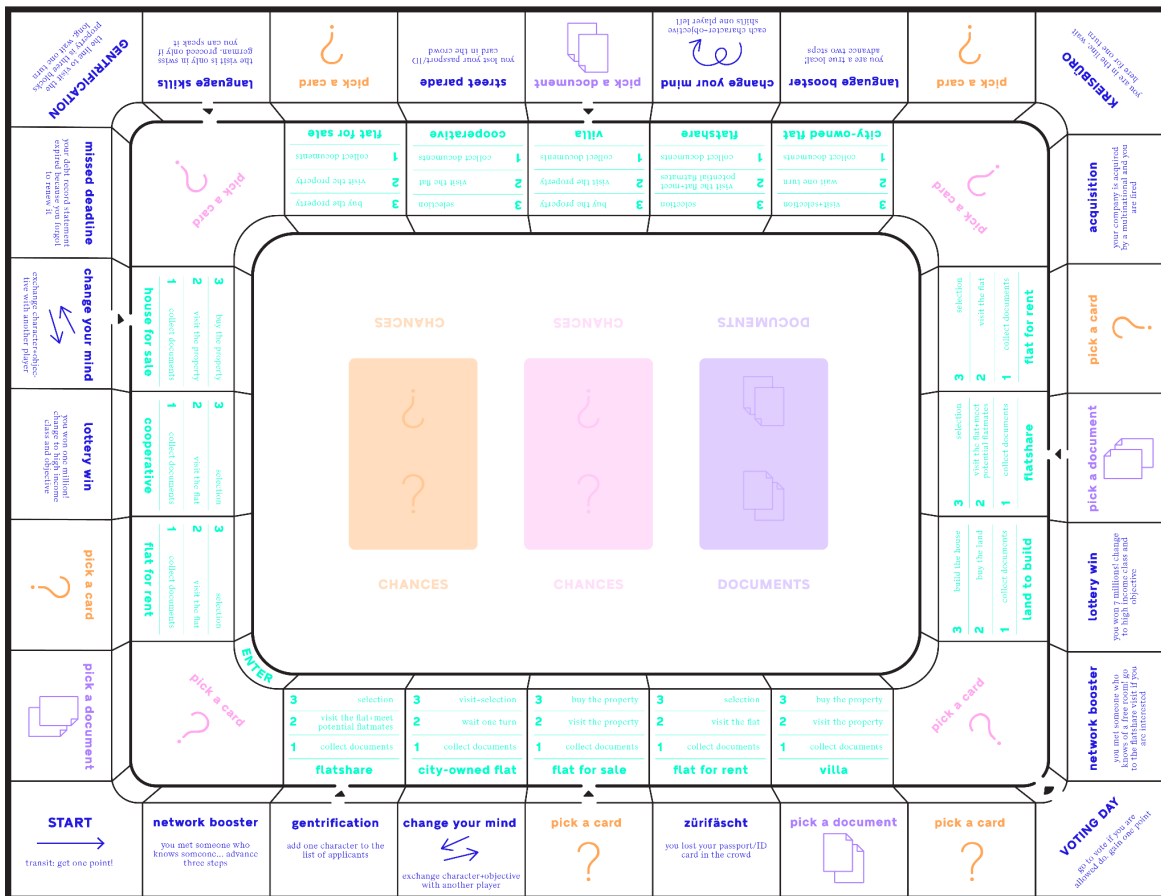 GENTRIFICATION
the line to visit the
property is three blocks
long, wait one turn
language skills
the visit is only in swiss
german. proceed only if
you can speak it
pick a card
street parade
you lost your passport/ID
card in the crowd
pick a document
change your mind
each character+objective
shifts one player left
language booster
you are a true 'local',
advance two steps
pick a card
KREISBÜRO
you are in the line, wait
here for one turn
missed deadline
your debt record statement
expired because you forgot
to renew it
change your mind
exchange character+objec-
tive with another player
lottery win
you won one million!
change to high income
class and objective
pick a card
pick a document
acquisition
your company is acquired
by a multinational and you
are fired
pick a card
pick a document
lottery win
you won 7 millions! change
to high income class and
objective
network booster
you met someone who
knows of a free room! go
to the flatshare visit if you
are interested
pick a card
flat for sale
1 collect documents
2 visit the property
3 buy the property
cooperative
1 collect documents
2 visit the flat
3 selection
villa
1 collect documents
2 visit the property
3 buy the property
flatshare
1 collect documents
2 visit the flat+meet
potential flatmates
3 selection
city-owned flat
1 collect documents
2 wait one turn
3 visit+selection
pick a card
house for sale
1 collect documents
2 visit the property
3 buy the property
cooperative
1 collect documents
2 visit the flat
3 selection
flat for rent
1 collect documents
2 visit the flat
3 selection
flat for rent
1 collect documents
2 visit the flat
3 selection
flatshare
1 collect documents
2 visit the flat+meet
potential flatmates
3 selection
land to build
1 collect documents
2 buy the land
3 build the house
CHANCES
CHANCES
DOCUMENTS
CHANCES
CHANCES
DOCUMENTS
ENTER
pick a card
3 selection
2 visit the flat+meet
potential flatmates
1 collect documents
flatshare
3 visit+selection
2 wait one turn
1 collect documents
city-owned flat
3 buy the property
2 visit the property
1 collect documents
flat for sale
3 selection
2 visit the flat
1 collect documents
flat for rent
3 buy the property
2 visit the property
1 collect documents
villa
pick a card
START
transit: get one point!
network booster
you met someone who
knows someone... advance
three steps
gentrification
add one character to the
list of applicants
change your mind
exchange character+objective
with another player
pick a card
zürifäscht
you lost your passport/ID
card in the crowd
pick a document
pick a card
VOTING DAY
go to vote if you are
allowed do, gain one point